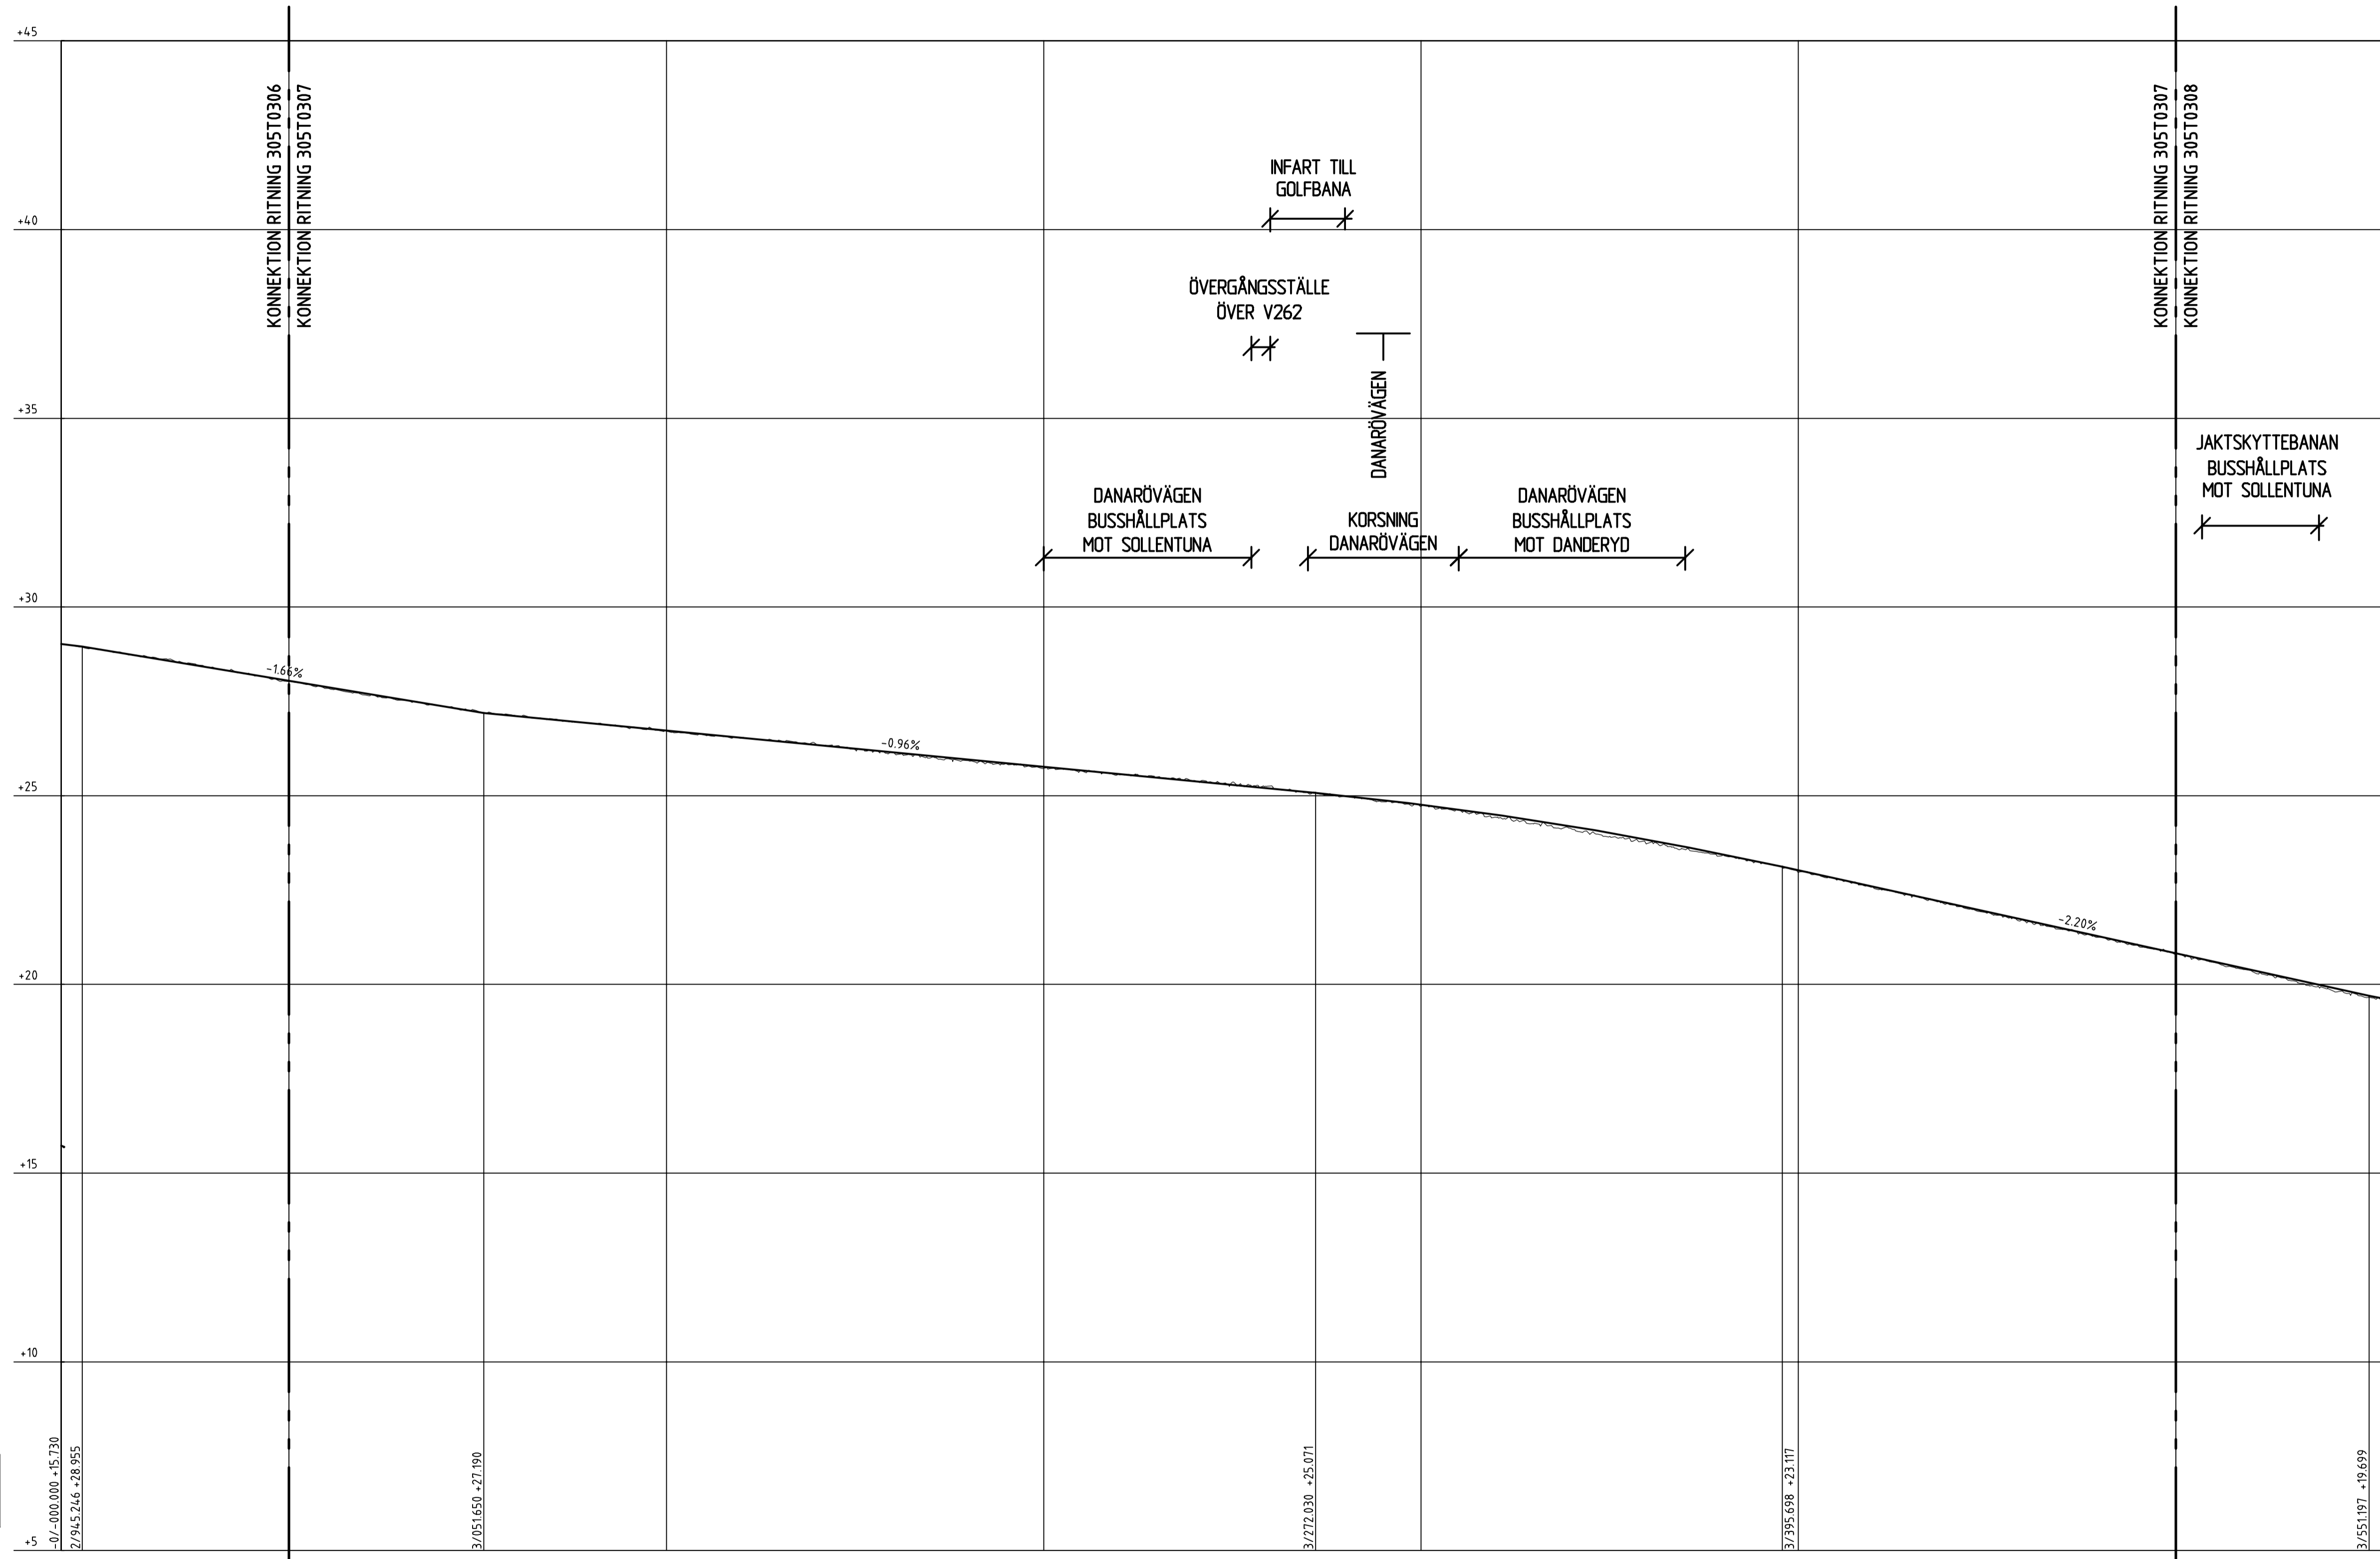 +45
KONNEKTION RITNING 305T0306
KONNEKTION RITNING 305T0307
KONNEKTION RITNING 305T0307
KONNEKTION RITNING 305T0308
INFART TILL
GOLFBANA
+40
ÖVERGÅNGSSTÄLLE
ÖVER V262
DANARÖVÄGEN
+35
JAKTSKYTTEBANAN
BUSSHÅLLPLATS
MOT SOLLENTUNA
DANARÖVÄGEN
BUSSHÅLLPLATS
MOT SOLLENTUNA
KORSNING
DANARÖVÄGEN
DANARÖVÄGEN
BUSSHÅLLPLATS
MOT DANDERYD
+30
-1.66%
-0.96%
+25
-2.20%
+20
+15
+10
-0/-000.000 +15.730
2/945.246 +28.955
3/051.650 +27.190
3/272.030 +25.071
3/395.698 +23.117
3/551.197 +19.699
+5